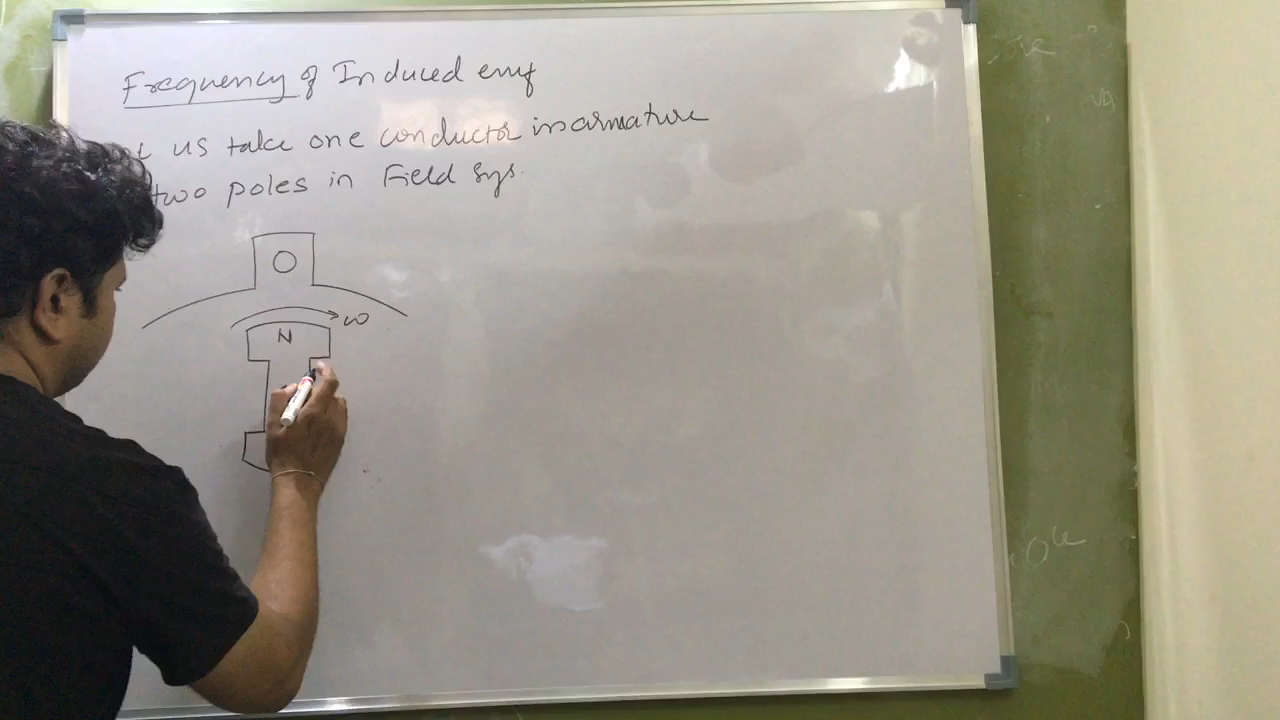 Frequency of Induced emf
us take one conductor in armature
two poles in Field sys.
ω
N